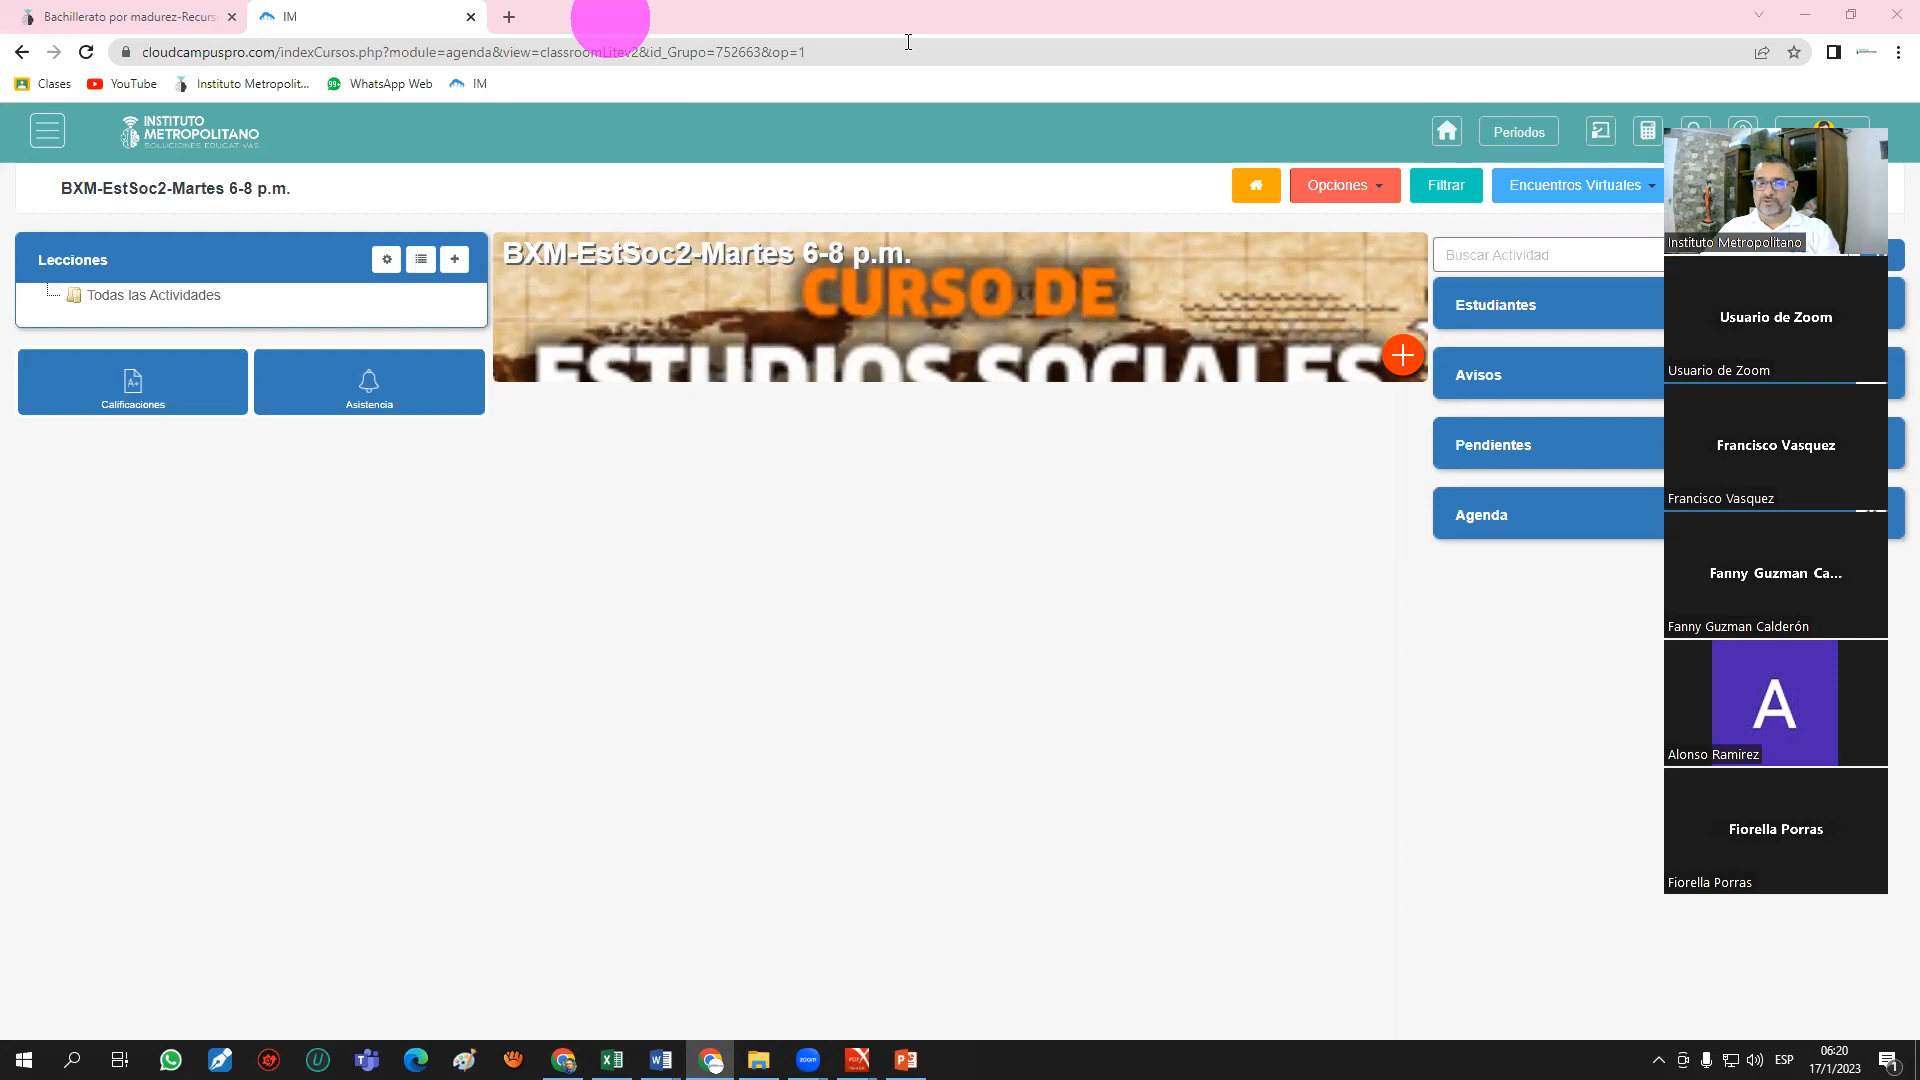 Bachillerato por madurez-Recurs
IM
cloudcampuspro.com/indexCursos.php?module=agenda&view=classroomLitev2&id_Grupo=752663&op=1
Clases
YouTube
Instituto Metropolit...
WhatsApp Web
IM
INSTITUTO
METROPOLITANO
SOLUCIONES EDUCATIVAS
Periodos
BXM-EstSoc2-Martes 6-8 p.m.
Opciones
Filtrar
Encuentros Virtuales
Lecciones
Todas las Actividades
Calificaciones
Asistencia
BXM-EstSoc2-Martes 6-8 p.m.
CURSO DE
ESTUDIOS SOCIALES
Buscar Actividad
Estudiantes
Avisos
Pendientes
Agenda
Instituto Metropolitano
Usuario de Zoom
Usuario de Zoom
Francisco Vasquez
Francisco Vasquez
Fanny Guzman Ca...
Fanny Guzman Calderón
A
Alonso Ramirez
Fiorella Porras
Fiorella Porras
zoom
ESP
06:20
17/1/2023
1